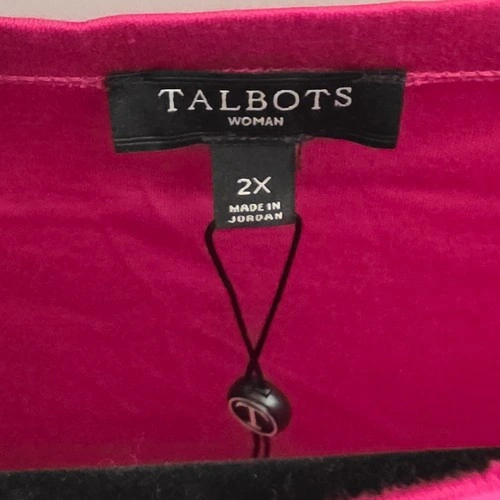 TALBOTS
WOMAN
2X
MADE IN
JORDAN
T